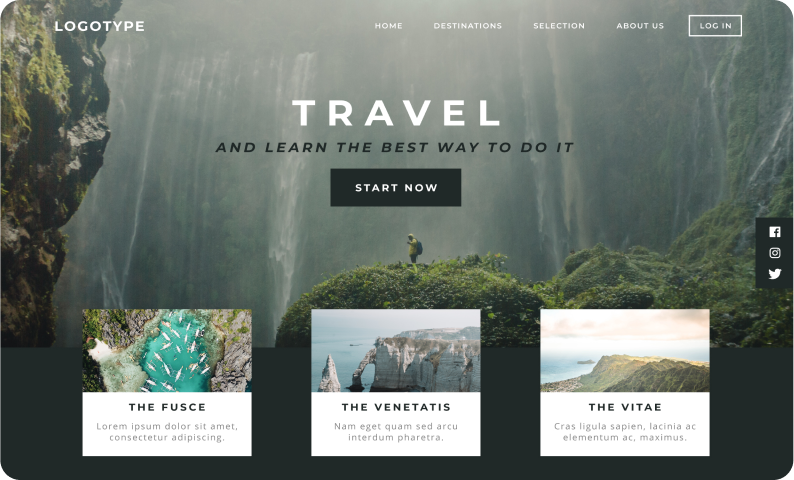 LOGOTYPE
HOME DESTINATIONS SELECTION ABOUT US LOG IN
TRAVEL
AND LEARN THE BEST WAY TO DO IT
START NOW
THE FUSCE
Lorem ipsum dolor sit amet,
consectetur adipiscing.
THE VENETATIS
Nam eget quam sed arcu
interdum pharetra.
THE VITAE
Cras ligula sapien, lacinia ac
elementum ac, maximus.